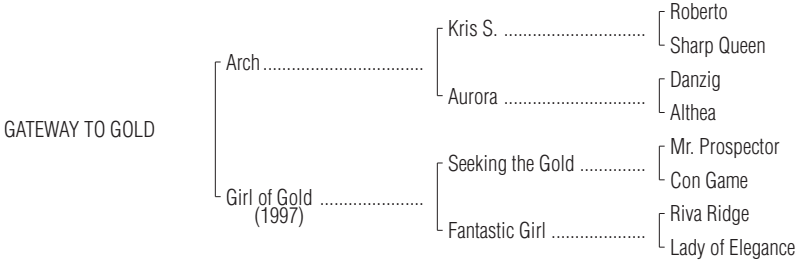 Roberto
Kris S. ..............................
Sharp Queen
Arch.................................
Danzig
Aurora ..............................
Althea
GATEWAY TO GOLD
Mr. Prospector
Seeking the Gold ..............
Con Game
Girl of Gold .....................
(1997)
Riva Ridge
Fantastic Girl ....................
Lady of Elegance